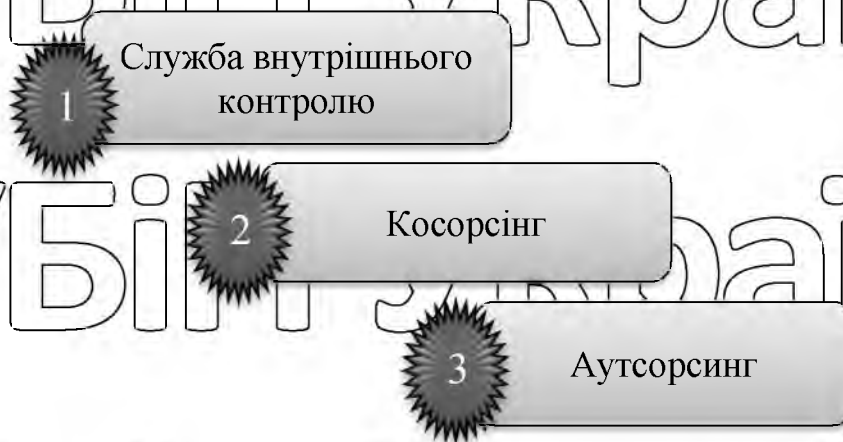 1
Служба внутрішнього
контролю
2
Косорсінг
3
Аутсорсинг